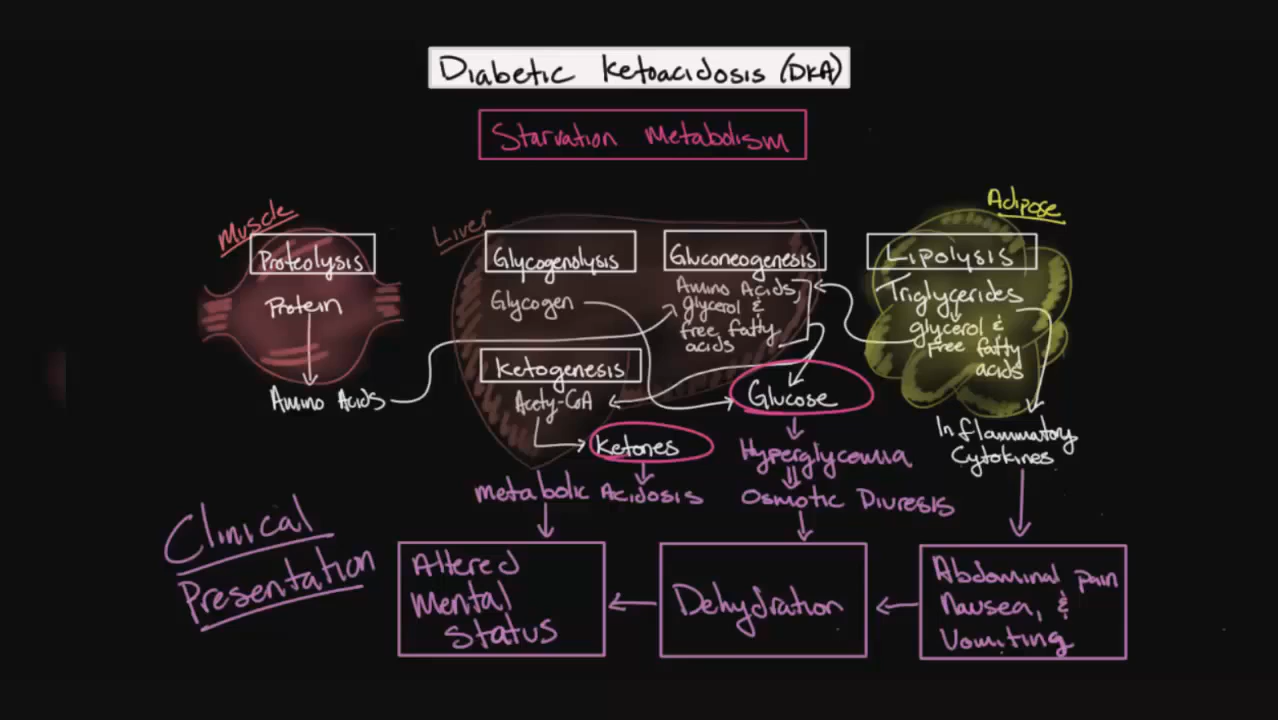 Diabetic Ketoacidosis (DKA)
Starvation Metabolism
Muscle
Proteolysis
Protein
Amino Acids
Liver
Glycogenolysis
Glycogen
Ketogenesis
Acety-CoA
Ketones
Metabolic Acidosis
Gluconeogenesis
Amino Acids,
glycerol &
free fatty
acids
Glucose
Hyperglycemia
Osmotic Diuresis
Adipose
Lipolysis
Triglycerides
glycerol &
Free fatty
acids
Inflammatory
Cytokines
Clinical
Presentation
Altered
Mental
Status
Dehydration
Abdominal pain
Nausea, &
Vomiting